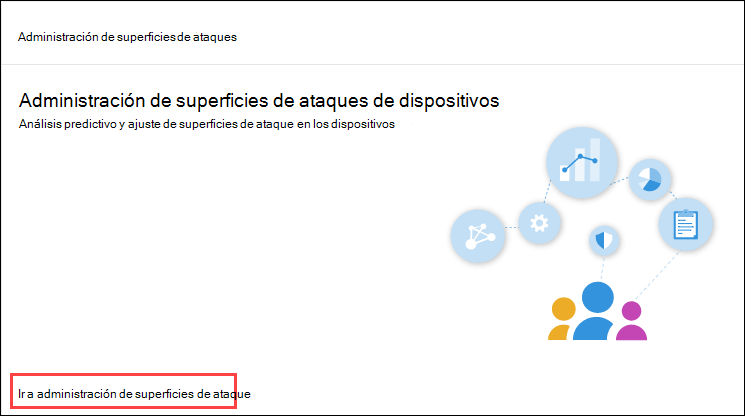 Administración de superficies de ataques
Administración de superficies de ataques de dispositivos
Análisis predictivo y ajuste de superficies de ataque en los dispositivos
Ir a administración de superficies de ataque